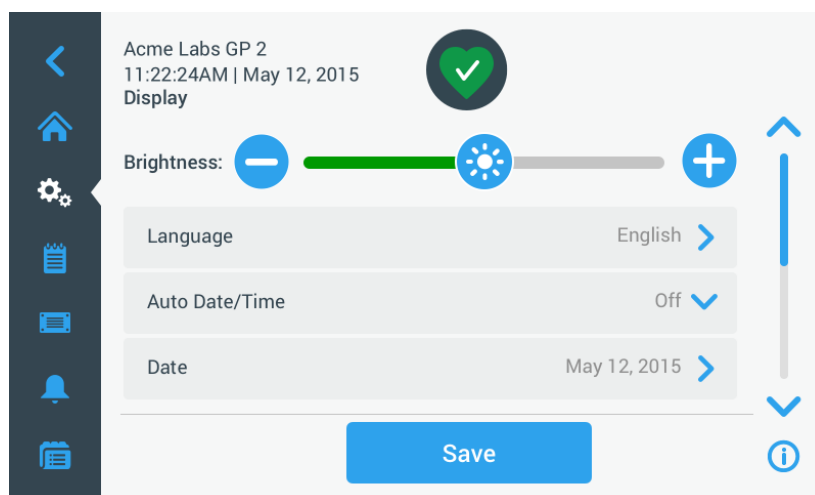 Acme Labs GP 2
11:22:24AM | May 12, 2015
Display
Brightness:
Language English
Auto Date/Time Off
Date May 12, 2015
Save